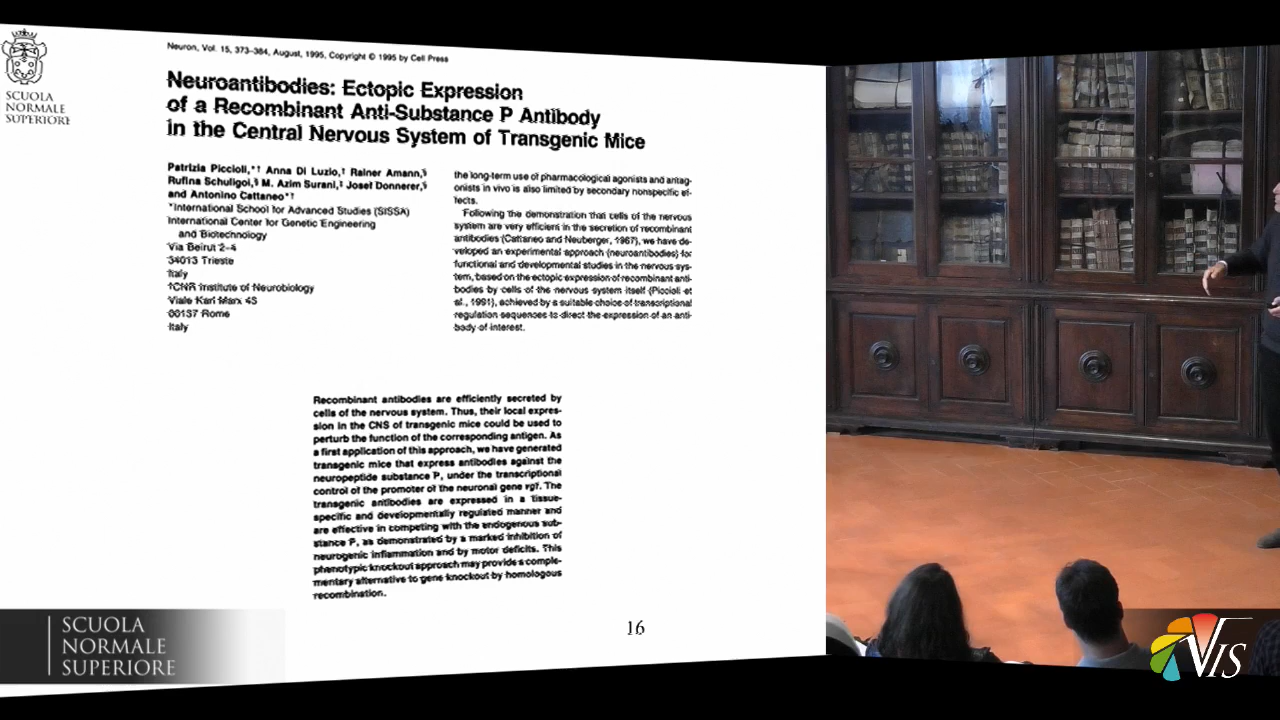 SCUOLA
NORMALE
SUPERIORE
Neuron, Vol. 15, 373–384, August, 1995, Copyright © 1995 by Cell Press
Neuroantibodies: Ectopic Expression
of a Recombinant Anti-Substance P Antibody
in the Central Nervous System of Transgenic Mice
Patrizia Piccioli,*† Anna Di Luzio,† Rainer Amann,§
Rufina Schuligoi,§ M. Azim Surani,‡ Josef Donnerer,§
and Antonino Cattaneo*†
*International School for Advanced Studies (SISSA)
International Center for Genetic Engineering
and Biotechnology
Via Beirut 2–4
34013 Trieste
Italy
†CNR Institute of Neurobiology
Viale Karl Marx 43
00137 Rome
Italy
the long-term use of pharmacological agonists and antag-
onists in vivo is also limited by secondary nonspecific ef-
fects.
Following the demonstration that cells of the nervous
system are very efficient in the secretion of recombinant
antibodies (Cattaneo and Neuberger, 1987), we have de-
veloped an experimental approach (neuroantibodies) for
functional and developmental studies in the nervous sys-
tem, based on the ectopic expression of recombinant anti-
bodies by cells of the nervous system itself (Piccioli et
al., 1991), achieved by a suitable choice of transcriptional
regulation sequences to direct the expression of an anti-
body of interest.
Recombinant antibodies are efficiently secreted by
cells of the nervous system. Thus, their local expres-
sion in the CNS of transgenic mice could be used to
perturb the function of the corresponding antigen. As
a first application of this approach, we have generated
transgenic mice that express antibodies against the
neuropeptide substance P, under the transcriptional
control of the promoter of the neuronal gene vgf. The
transgenic antibodies are expressed in a tissue-
specific and developmentally regulated manner and
are effective in competing with the endogenous sub-
stance P, as demonstrated by a marked inhibition of
neurogenic inflammation and by motor deficits. This
phenotypic knockout approach may provide a comple-
mentary alternative to gene knockout by homologous
recombination.
16
SCUOLA
NORMALE
SUPERIORE
VIS